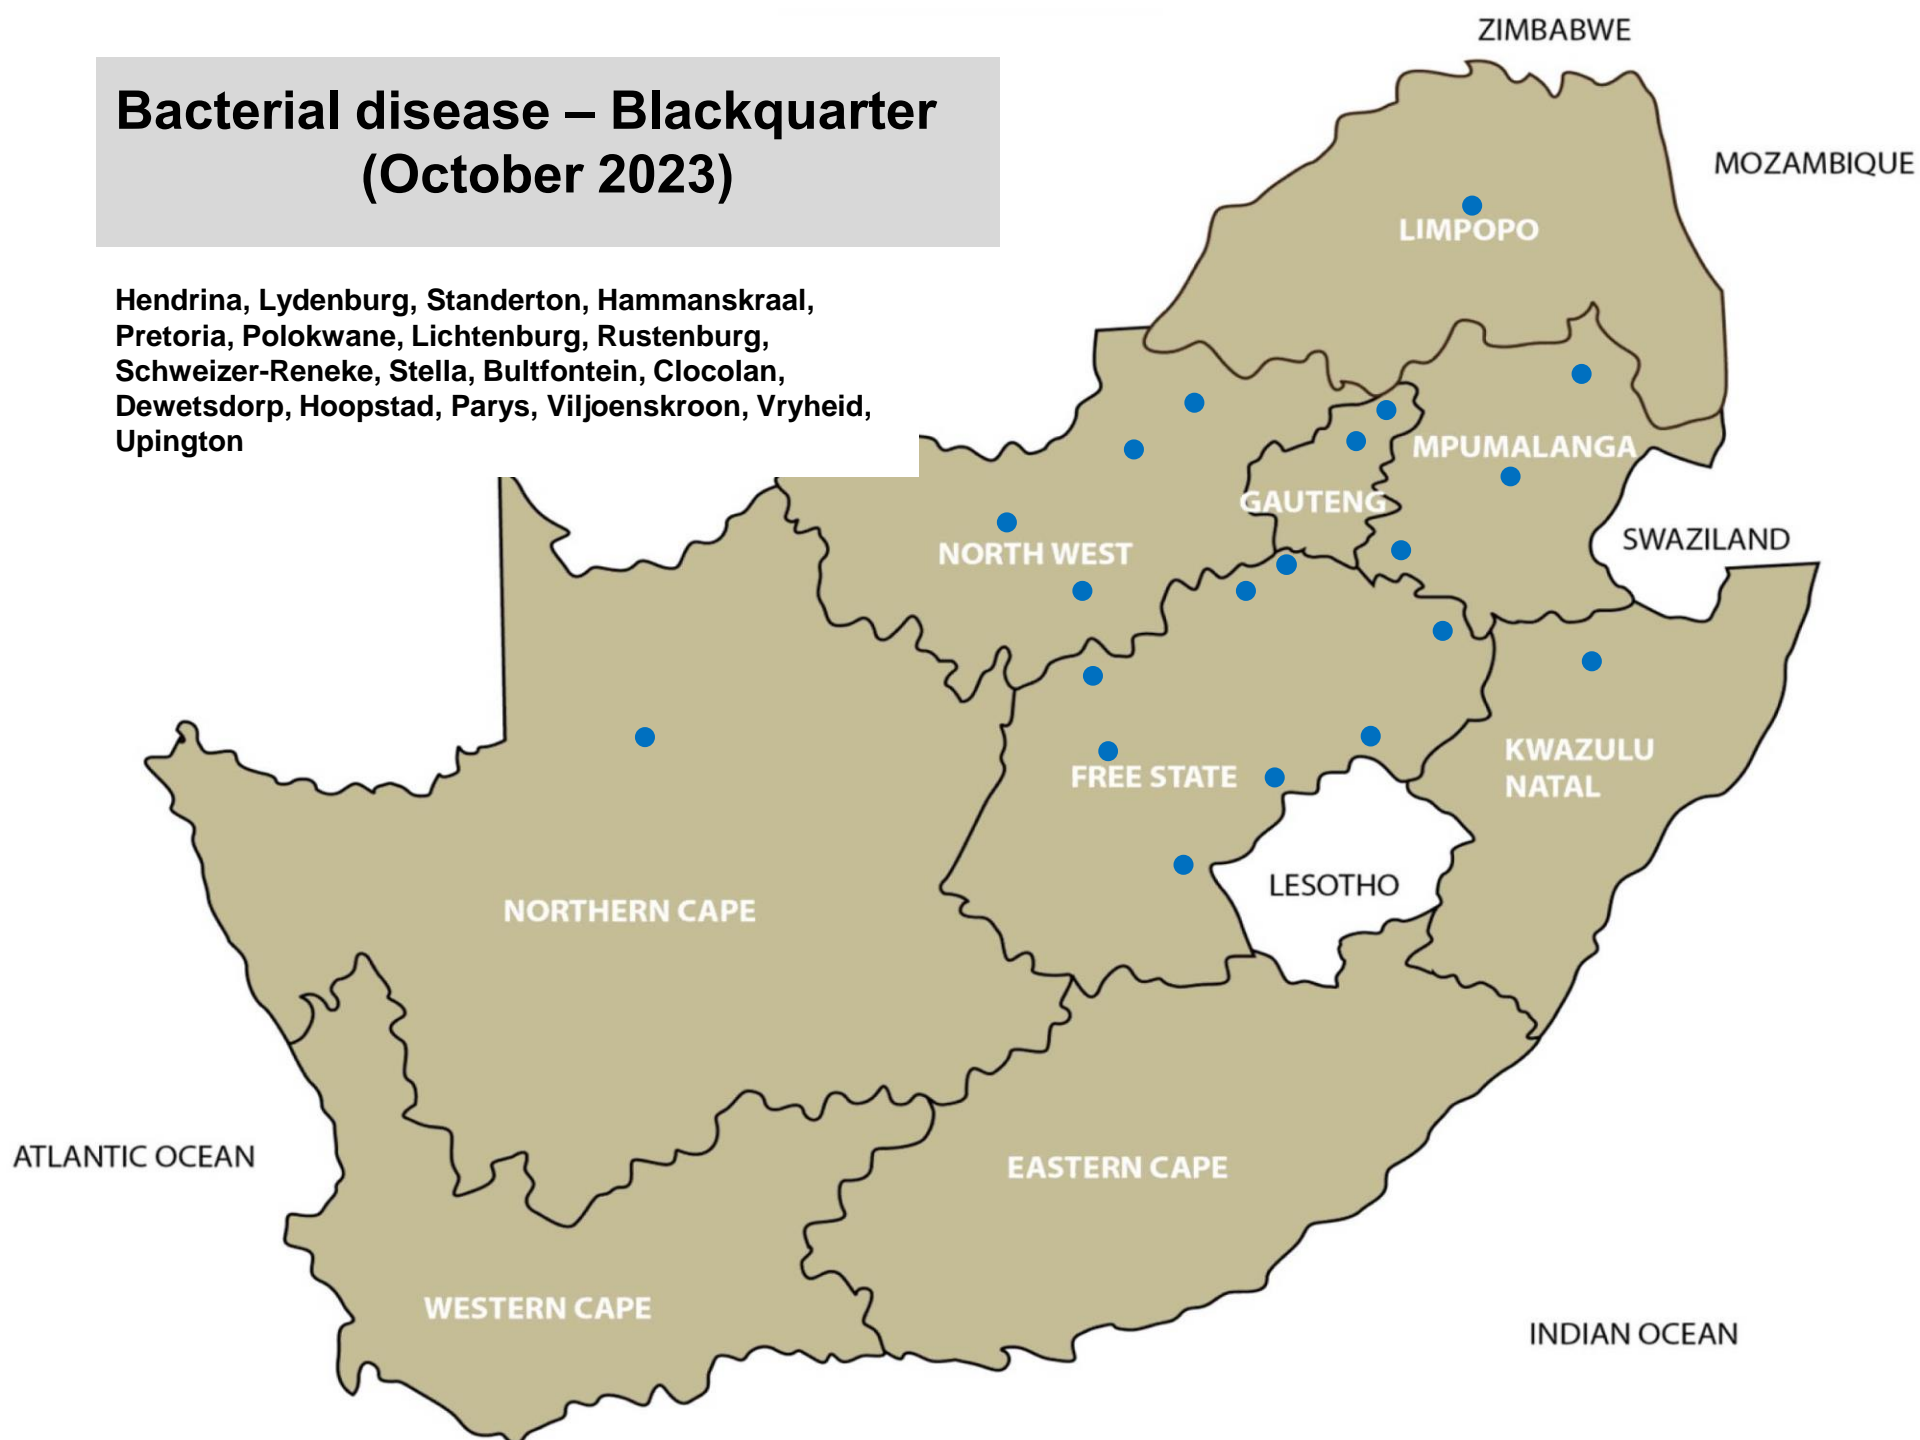 Bacterial disease – Blackquarter
(October 2023)
Hendrina, Lydenburg, Standerton, Hammanskraal,
Pretoria, Polokwane, Lichtenburg, Rustenburg,
Schweizer-Reneke, Stella, Bultfontein, Clocolan,
Dewetsdorp, Hoopstad, Parys, Viljoenskroon, Vryheid,
Upington
ZIMBABWE
MOZAMBIQUE
LIMPOPO
MPUMALANGA
GAUTENG
SWAZILAND
NORTH WEST
KWAZULU
NATAL
FREE STATE
LESOTHO
NORTHERN CAPE
ATLANTIC OCEAN
EASTERN CAPE
WESTERN CAPE
INDIAN OCEAN